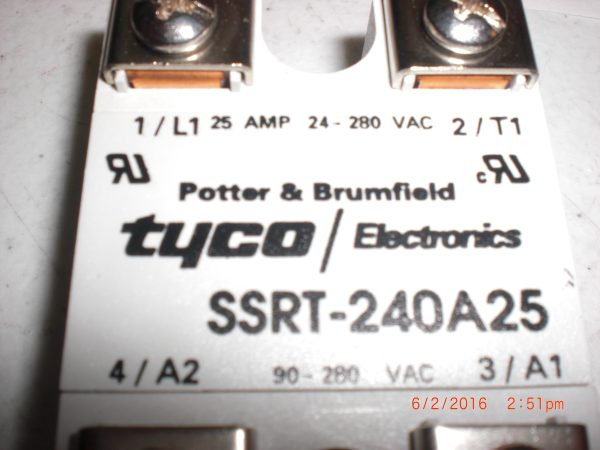 1/L1 25 AMP 24-280 VAC 2/T1
Potter & Brumfield
tyco / Electronics
SSRT-240A25
4/A2 90-280 VAC 3/A1
6/2/2016 2:51pm